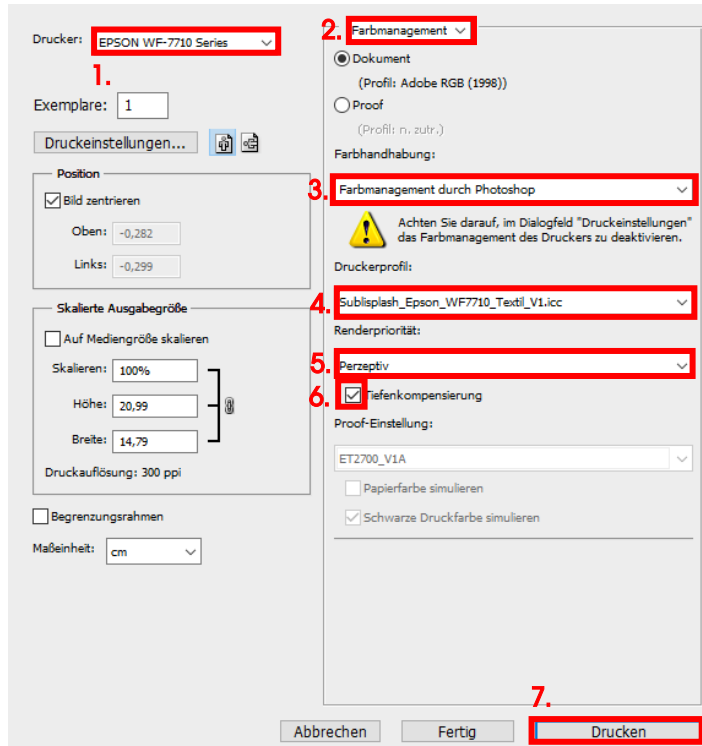 Drucker: EPSON WF-7710 Series
1.
Exemplare: 1
Druckeinstellungen...
Position
Bild zentrieren
Oben: -0,282
Links: -0,299
Skalierte Ausgabegröße
Auf Mediengröße skalieren
Skalieren: 100%
Höhe: 20,99
Breite: 14,79
Druckauflösung: 300 ppi
Begrenzungsrahmen
Maßeinheit: cm
2. Farbmanagement
Dokument
(Profil: Adobe RGB (1998))
Proof
(Profil: n. zutr.)
Farbhandhabung:
3. Farbmanagement durch Photoshop
Achten Sie darauf, im Dialogfeld "Druckeinstellungen"
das Farbmanagement des Druckers zu deaktivieren.
Druckerprofil:
4. Sublisplash_Epson_WF7710_Textil_V1.icc
Renderpriorität:
5. Perzeptiv
6. Tiefenkompensierung
Proof-Einstellung:
ET2700_V1A
Papierfarbe simulieren
Schwarze Druckfarbe simulieren
7.
Abbrechen Fertig Drucken